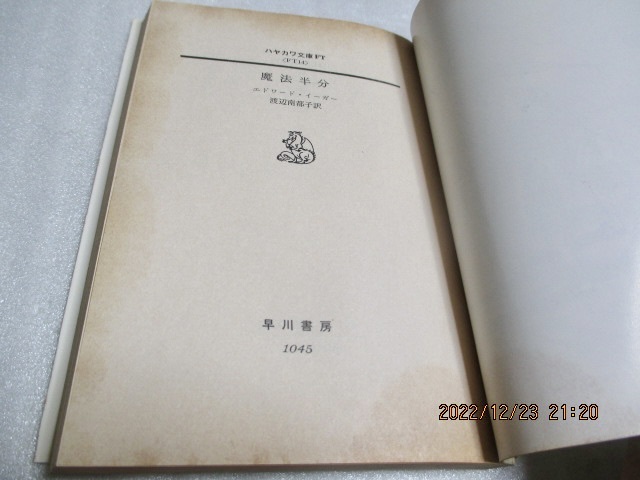 ハヤカワ文庫FT
〈FT14〉
魔法半分
エドワード・イーガー
渡辺南都子訳
早川書房
1045
2022/12/23 21:20